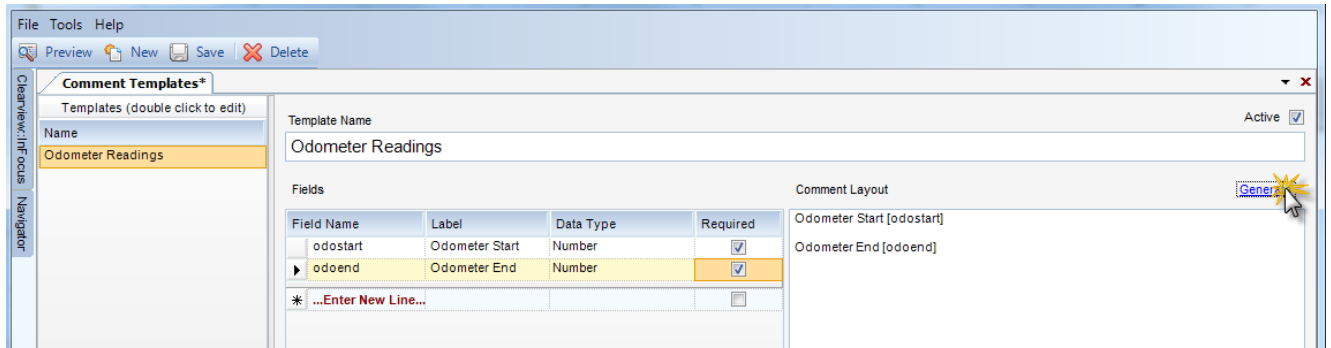 File Tools Help
Preview New Save Delete
Clearview::InFocus
Navigator
Comment Templates*
Templates (double click to edit)
Name
Odometer Readings
Template Name
Active
Odometer Readings
Fields
Field Name Label Data Type Required
odostart Odometer Start Number
odoend Odometer End Number
...Enter New Line...
Comment Layout
Odometer Start [odostart]
Odometer End [odoend]